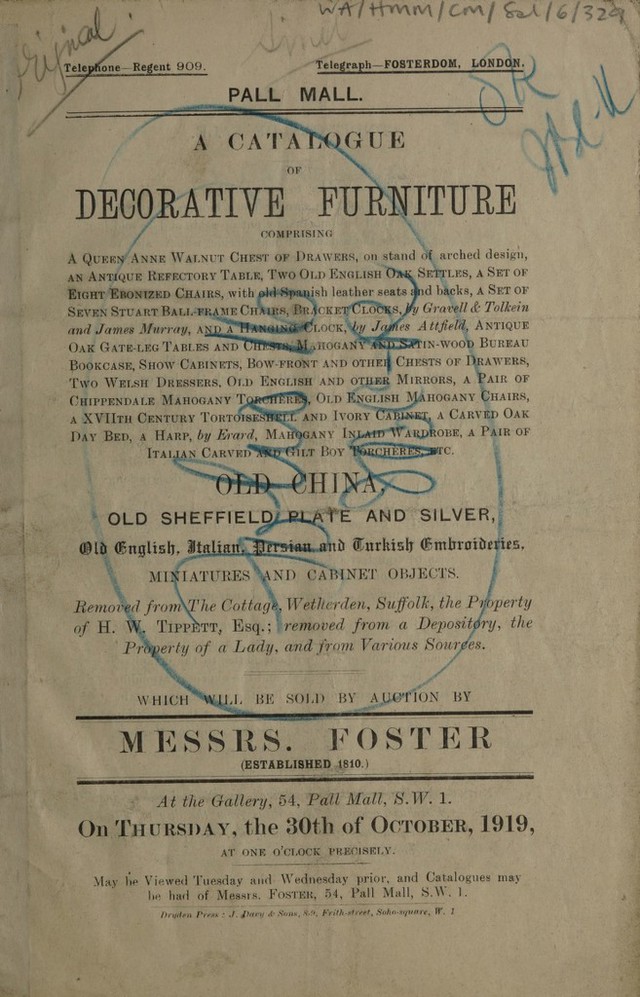 WA/HMM/CM/Sal/6/329
Telephone—Regent 909.
Telegraph—FOSTERDOM, LONDON.
PALL MALL.
A CATALOGUE
OF
DECORATIVE FURNITURE
COMPRISING
A QUEEN ANNE WALNUT CHEST OF DRAWERS, on stand of arched design,
AN ANTIQUE REFECTORY TABLE, TWO OLD ENGLISH OAK SETTLES, A SET OF
EIGHT EBONIZED CHAIRS, with old Spanish leather seats and backs, A SET OF
SEVEN STUART BALL-FRAME CHAIRS, BRACKET CLOCKS, by Gravell & Tolkein
and James Murray, AND A HANGING CLOCK, by James Attfield, ANTIQUE
OAK GATE-LEG TABLES AND CHESTS, MAHOGANY AND SATIN-WOOD BUREAU
BOOKCASE, SHOW CABINETS, BOW-FRONT AND OTHER CHESTS OF DRAWERS,
TWO WELSH DRESSERS, OLD ENGLISH AND OTHER MIRRORS, A PAIR OF
CHIPPENDALE MAHOGANY TORCHERES, OLD ENGLISH MAHOGANY CHAIRS,
A XVIITH CENTURY TORTOISESHELL AND IVORY CABINET, A CARVED OAK
DAY BED, A HARP, by Erard, MAHOGANY INLAID WARDROBE, A PAIR OF
ITALIAN CARVED AND GILT BOY TORCHERES, ETC.
OLD CHINA,
OLD SHEFFIELD PLATE AND SILVER,
Old English, Italian, Persian and Turkish Embroideries,
MINIATURES AND CABINET OBJECTS.
Removed from The Cottage, Wetherden, Suffolk, the Property
of H. W. TIPPETT, Esq.; removed from a Depository, the
Property of a Lady, and from Various Sources.
WHICH WILL BE SOLD BY AUCTION BY
MESSRS. FOSTER
(ESTABLISHED 1810.)
At the Gallery, 54, Pall Mall, S.W. 1.
On THURSDAY, the 30th of OCTOBER, 1919,
AT ONE O'CLOCK PRECISELY.
May be Viewed Tuesday and Wednesday prior, and Catalogues may
be had of Messrs. FOSTER, 54, Pall Mall, S.W. 1.
Dryden Press: J. Davy & Sons, 8-9, Frith-street, Soho-square, W. 1